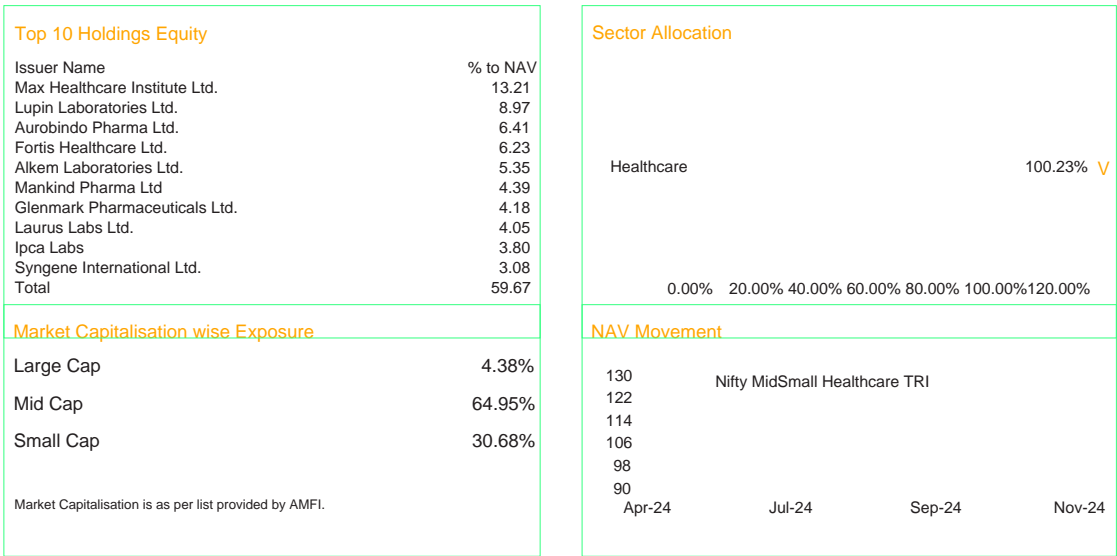 Top 10 Holdings Equity
Issuer Name % to NAV
Max Healthcare Institute Ltd. 13.21
Lupin Laboratories Ltd. 8.97
Aurobindo Pharma Ltd. 6.41
Fortis Healthcare Ltd. 6.23
Alkem Laboratories Ltd. 5.35
Mankind Pharma Ltd 4.39
Glenmark Pharmaceuticals Ltd. 4.18
Laurus Labs Ltd. 4.05
Ipca Labs 3.80
Syngene International Ltd. 3.08
Total 59.67
Sector Allocation
Healthcare 100.23% V
0.00% 20.00% 40.00% 60.00% 80.00% 100.00%120.00%
Market Capitalisation wise Exposure
Large Cap 4.38%
Mid Cap 64.95%
Small Cap 30.68%
Market Capitalisation is as per list provided by AMFI.
NAV Movement
130
Nifty MidSmall Healthcare TRI
122
114
106
98
90
Apr-24 Jul-24 Sep-24 Nov-24